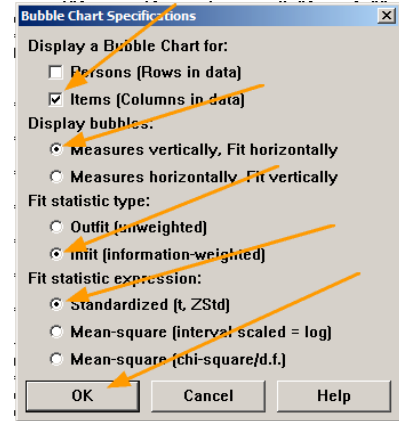 Bubble Chart Specifications
Display a Bubble Chart for:
Persons (Rows in data)
Items (Columns in data)
Display bubbles:
Measures vertically, Fit horizontally
Measures horizontally, Fit vertically
Fit statistic type:
Outfit (unweighted)
Infit (information-weighted)
Fit statistic expression:
Standardized (t, ZStd)
Mean-square (interval scaled = log)
Mean-square (chi-square/d.f.)
OK Cancel Help